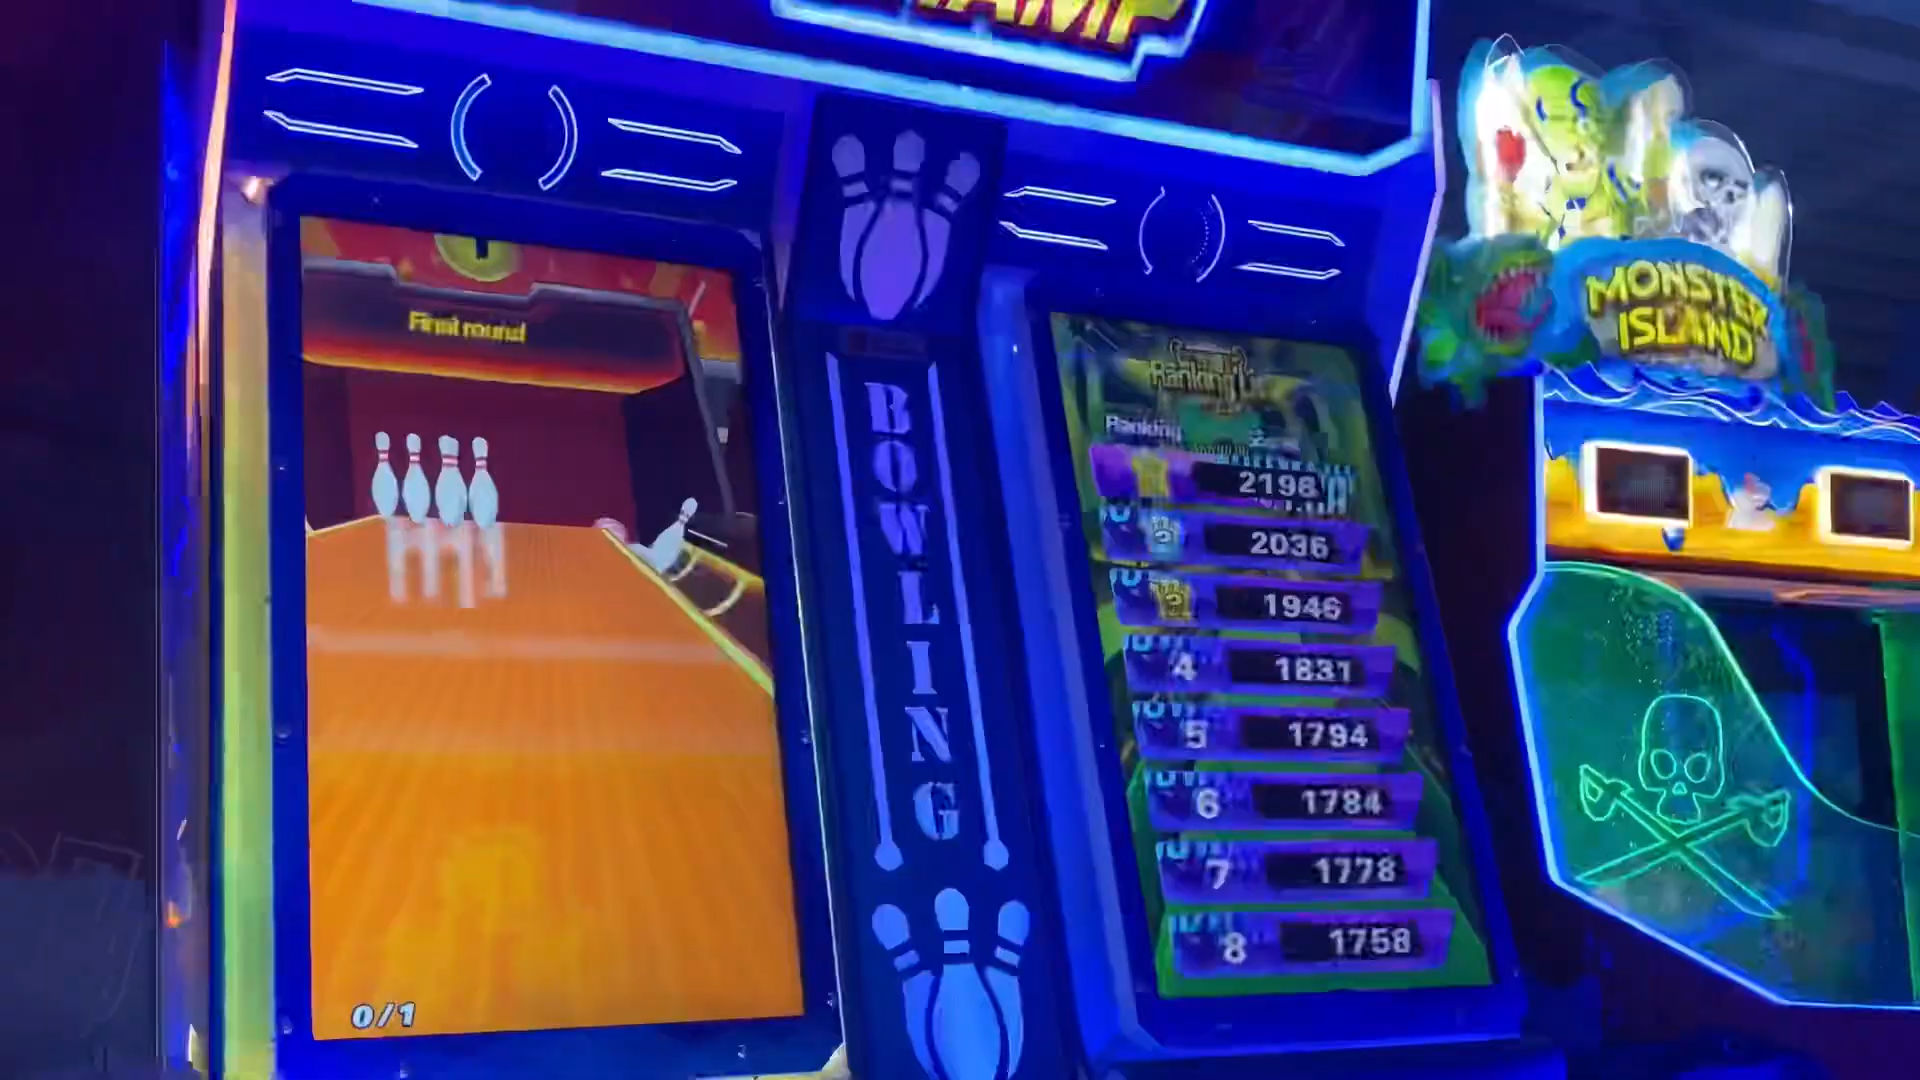 Final round
0/1
BOWLING
Ranking
Ranking
2198
2036
1946
4 1831
5 1794
6 1784
7 1778
8 1758
MONSTER
ISLAND